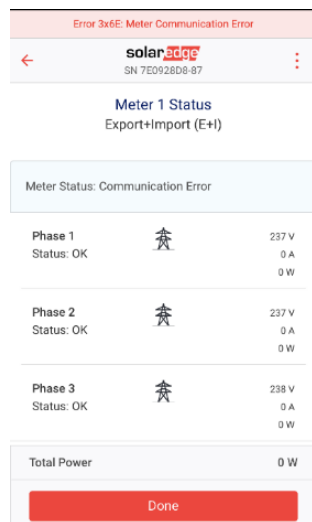 Error 3x6E: Meter Communication Error
solaredge
SN 7E0928D8-87
Meter 1 Status
Export+Import (E+I)
Meter Status: Communication Error
Phase 1
237 V
Status: OK
0 A
0 W
Phase 2
237 V
Status: OK
0 A
0 W
Phase 3
238 V
Status: OK
0 A
0 W
Total Power 0 W
Done